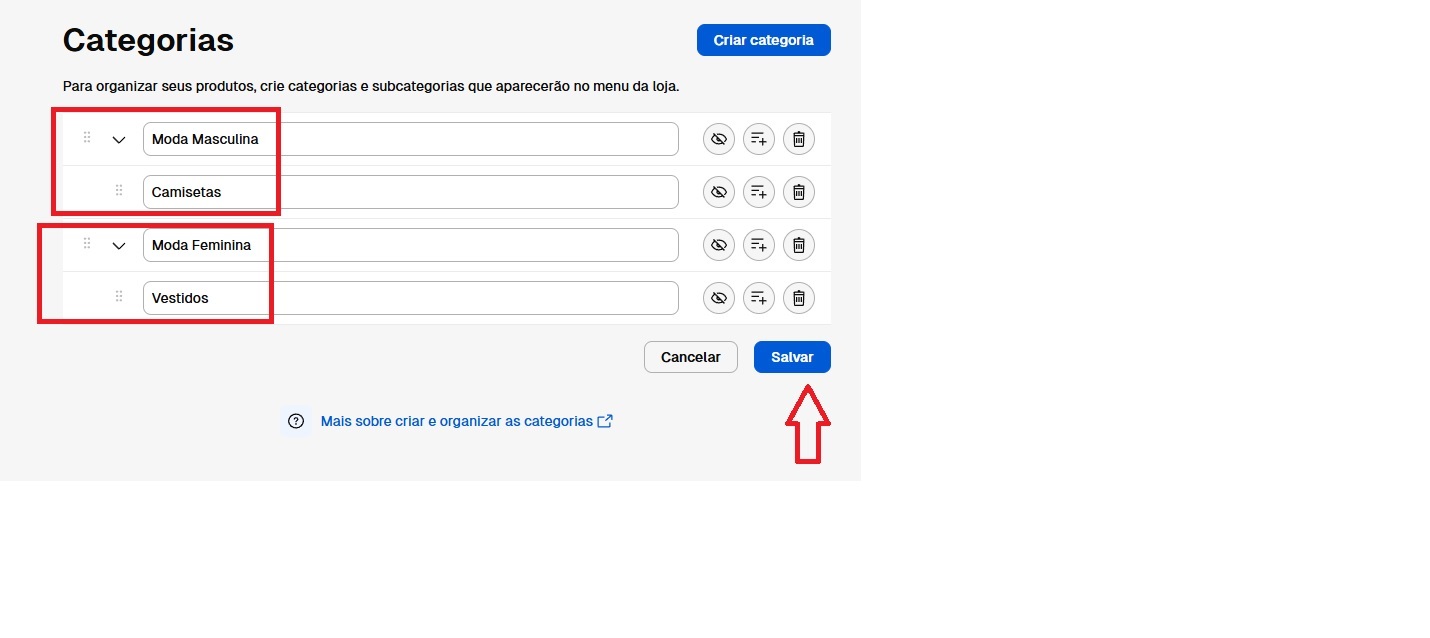 Categorias
Criar categoria
Para organizar seus produtos, crie categorias e subcategorias que aparecerão no menu da loja.
Moda Masculina
Camisetas
Moda Feminina
Vestidos
Cancelar
Salvar
Mais sobre criar e organizar as categorias